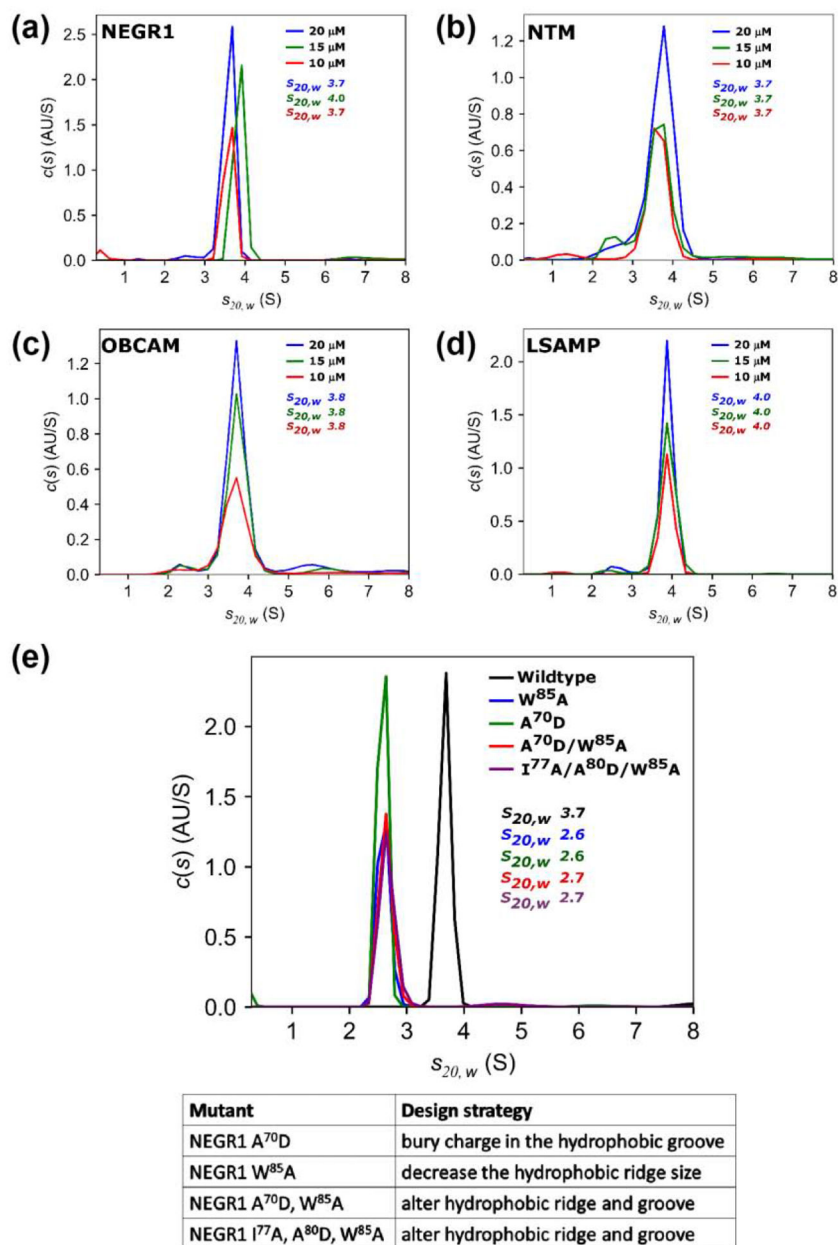 (a)
NEGR1
20 μM
15 μM
10 μM
S20,w 3.7
S20,w 4.0
S20,w 3.7
c(s) (AU/S)
2.5
2.0
1.5
1.0
0.5
0.0
1 2 3 4 5 6 7 8
s20, w (S)
(b)
NTM
20 μM
15 μM
10 μM
S20,w 3.7
S20,w 3.7
S20,w 3.7
c(s) (AU/S)
1.2
1.0
0.8
0.6
0.4
0.2
0.0
1 2 3 4 5 6 7 8
s20, w (S)
(c)
OBCAM
20 μM
15 μM
10 μM
S20,w 3.8
S20,w 3.8
S20,w 3.8
c(s) (AU/S)
1.2
1.0
0.8
0.6
0.4
0.2
0.0
1 2 3 4 5 6 7 8
s20, w (S)
(d)
LSAMP
20 μM
15 μM
10 μM
S20,w 4.0
S20,w 4.0
S20,w 4.0
c(s) (AU/S)
2.0
1.5
1.0
0.5
0.0
1 2 3 4 5 6 7 8
s20, w (S)
(e)
Wildtype
W85A
A70D
A70D/W85A
I77A/A80D/W85A
S20,w 3.7
S20,w 2.6
S20,w 2.6
S20,w 2.7
S20,w 2.7
c(s) (AU/S)
2.0
1.5
1.0
0.5
0.0
1 2 3 4 5 6 7 8
s20, w (S)
Mutant Design strategy
NEGR1 A70D bury charge in the hydrophobic groove
NEGR1 W85A decrease the hydrophobic ridge size
NEGR1 A70D, W85A alter hydrophobic ridge and groove
NEGR1 I77A, A80D, W85A alter hydrophobic ridge and groove